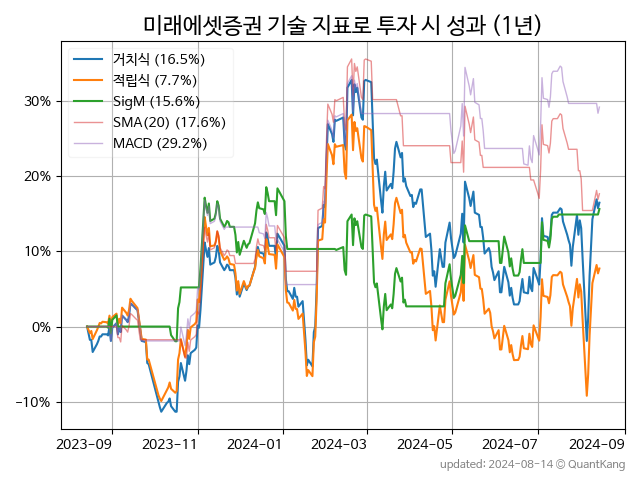 미래에셋증권 기술 지표로 투자 시 성과 (1년)
거치식 (16.5%)
적립식 (7.7%)
SigM (15.6%)
SMA(20) (17.6%)
MACD (29.2%)
30%
20%
10%
0%
−10%
2023-09 2023-11 2024-01 2024-03 2024-05 2024-07 2024-09
updated: 2024-08-14 © QuantKang